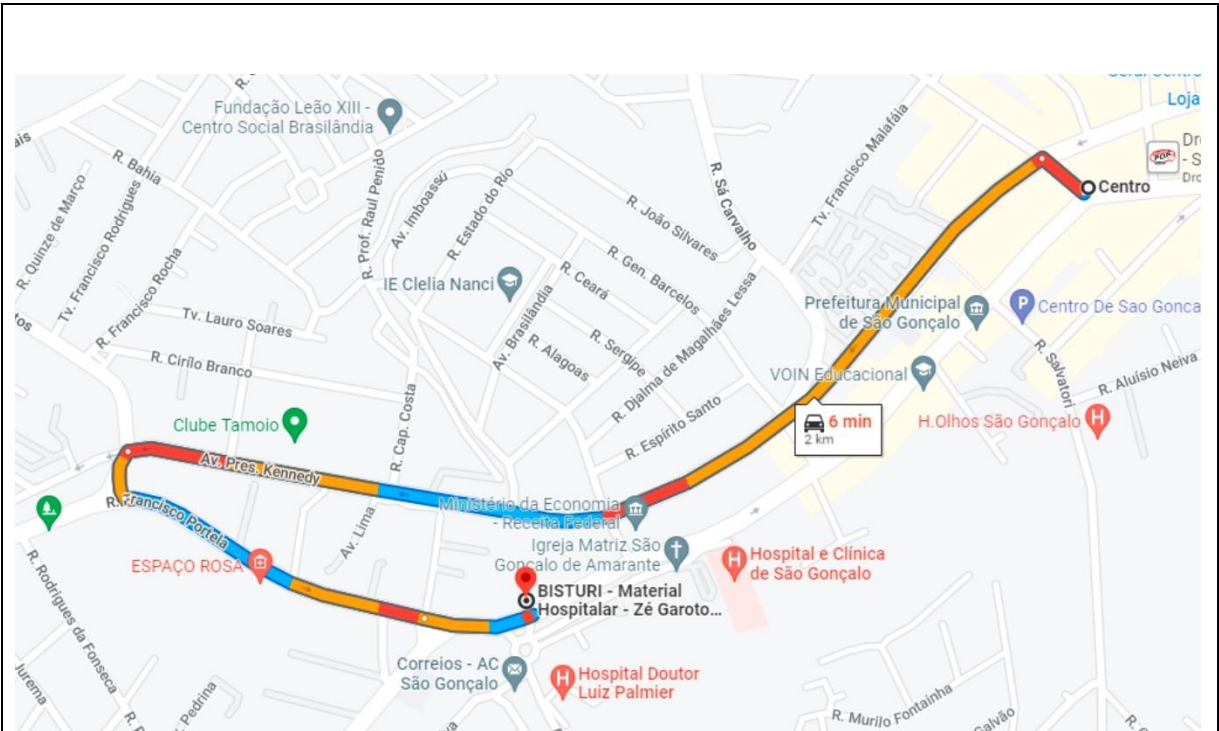 Loja
Fundação Leão XIII -
Centro Social Brasilândia
R. Bahia
R. Quinze de Março
Tv. Francisco Rodrigues
R. Francisco Rocha
R. Prof. Raul Penido
Av. Imboassú
R. Estado do Rio
R. João Silvares
R. Sá Carvalho
Tv. Francisco Malafáia
Centro
IE Clelia Nanci
R. Gen. Barcelos
R. Ceará
Av. Brasilândia
R. Sergipe
R. Alagoas
R. Djalma de Magalhães Lessa
Prefeitura Municipal
de São Gonçalo
Centro De Sao Gonca
Tv. Lauro Soares
R. Cirílo Branco
VOIN Educacional
R. Salvatori
R. Aluísio Neiva
R. Espírito Santo
6 min
2 km
H.Olhos São Gonçalo
Clube Tamoio
R. Cap. Costa
Av. Pres. Kennedy
R. Francisco Portela
Av. Lima
Ministério da Economia
- Receita Federal
Igreja Matriz São
Gonçalo de Amarante
Hospital e Clínica
de São Gonçalo
ESPAÇO ROSA
BISTURI - Material
Hospitalar - Zé Garoto...
R. Rodrigues da Fonseca
Correios - AC
São Gonçalo
Hospital Doutor
Luiz Palmier
Jurema
Pedrina
R. Murilo Fontainha
Galvão